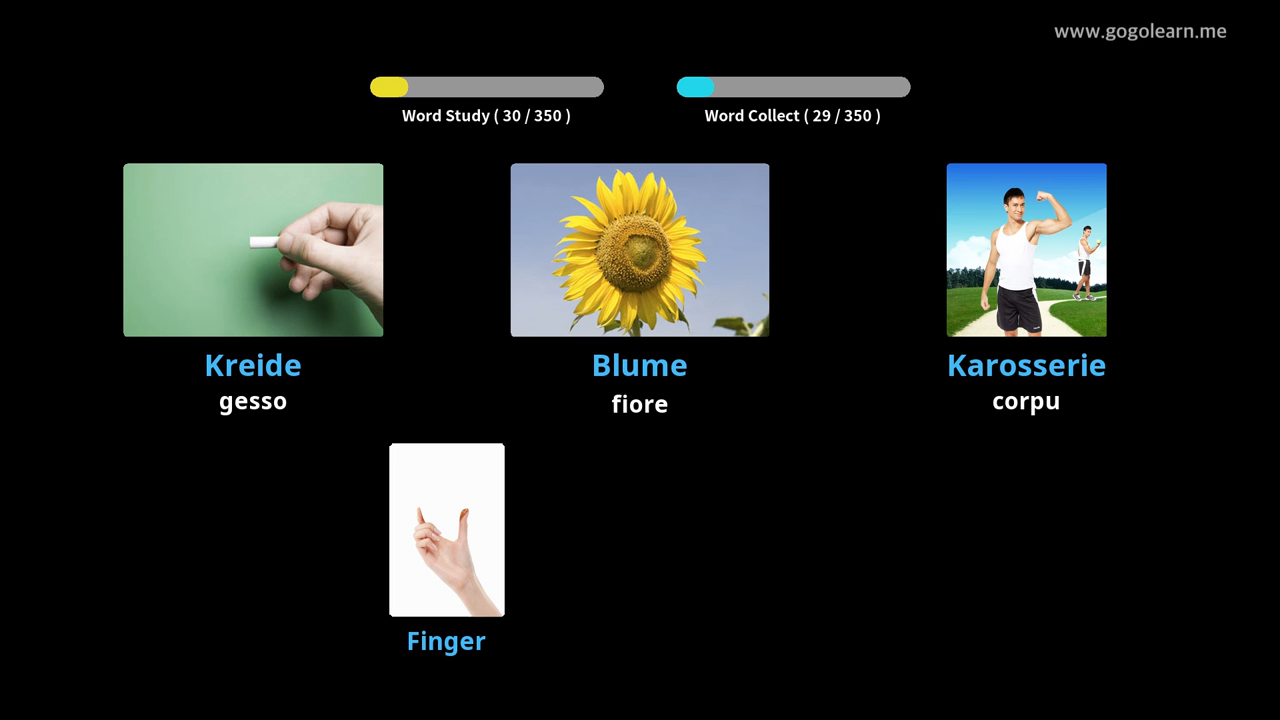 www.gogolearn.me
Word Study ( 30 / 350 )
Word Collect ( 29 / 350 )
Kreide
gesso
Blume
fiore
Karosserie
corpu
Finger